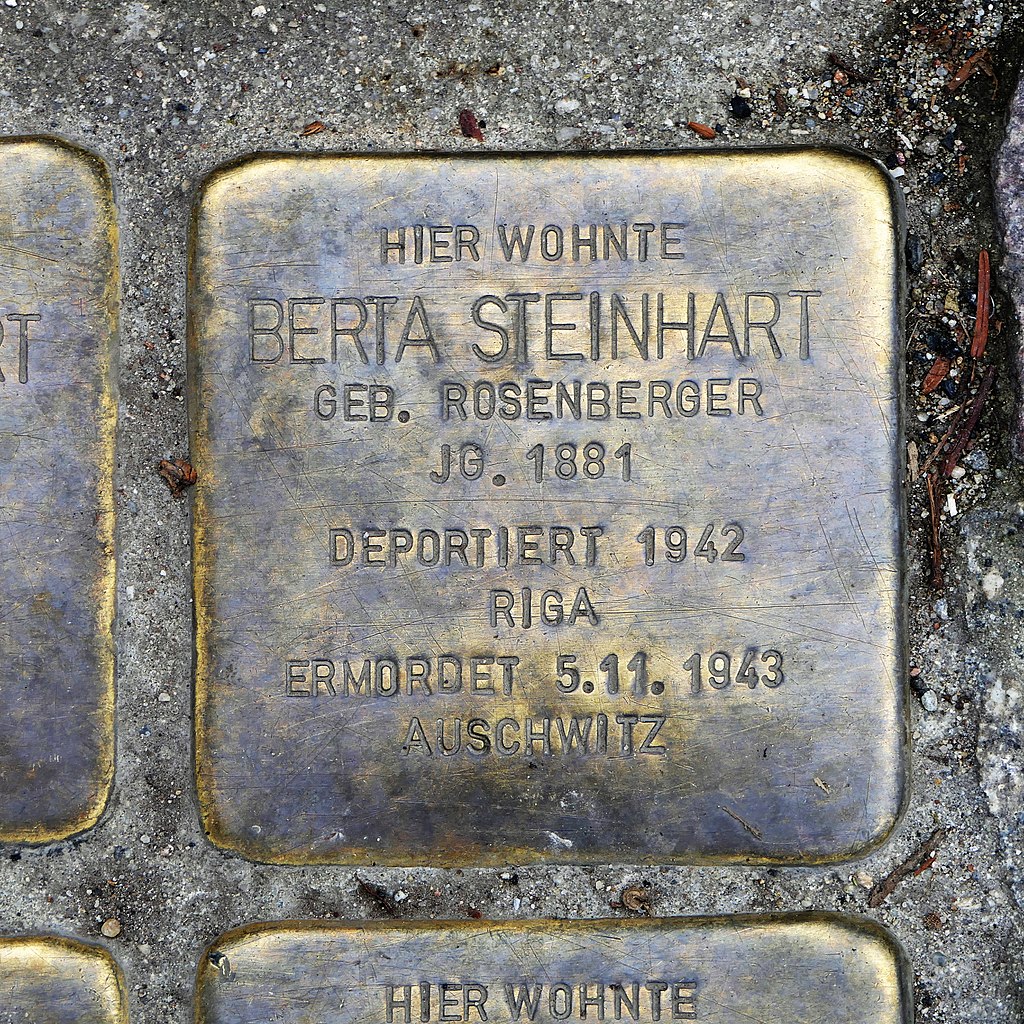 HIER WOHNTE
BERTA STEINHART
GEB. ROSENBERGER
JG. 1881
DEPORTIERT 1942
RIGA
ERMORDET 5.11.1943
AUSCHWITZ
HIER WOHNTE